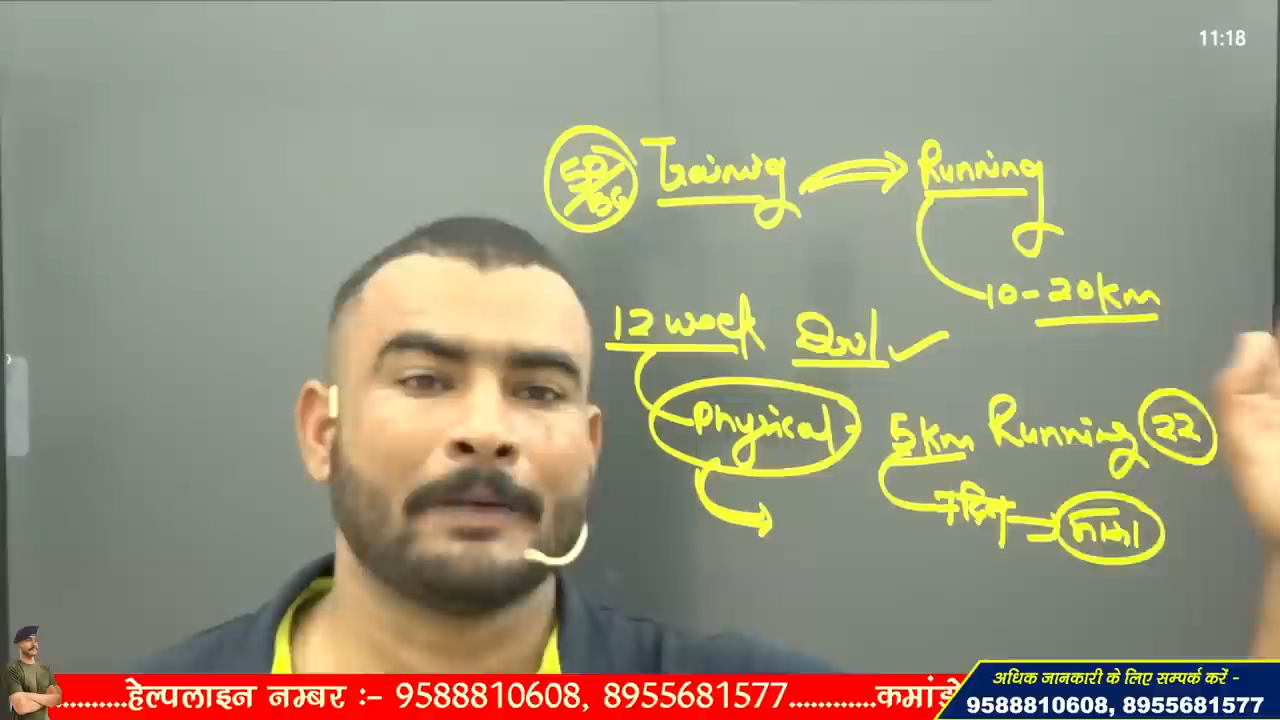 11:18
Training ⇒ Running
10-20km
12 week
Physical
5km Running 22
........हेल्पलाइन नम्बर :- 9588810608, 8955681577............कमांडो
अधिक जानकारी के लिए सम्पर्क करें -
9588810608, 8955681577